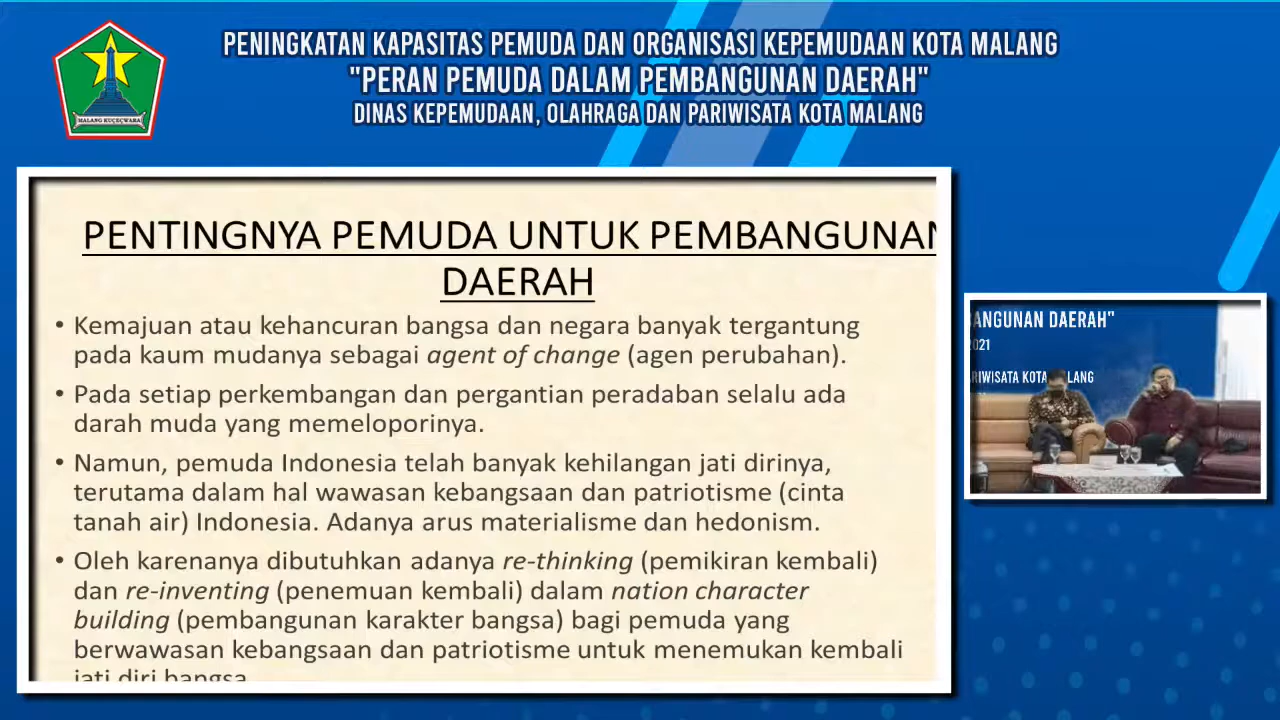 PENINGKATAN KAPASITAS PEMUDA DAN ORGANISASI KEPEMUDAAN KOTA MALANG
"PERAN PEMUDA DALAM PEMBANGUNAN DAERAH"
DINAS KEPEMUDAAN, OLAHRAGA DAN PARIWISATA KOTA MALANG
MALANG KUÇEÇWARA
PENTINGNYA PEMUDA UNTUK PEMBANGUNAN
DAERAH
• Kemajuan atau kehancuran bangsa dan negara banyak tergantung
pada kaum mudanya sebagai agent of change (agen perubahan).
• Pada setiap perkembangan dan pergantian peradaban selalu ada
darah muda yang memeloporinya.
• Namun, pemuda Indonesia telah banyak kehilangan jati dirinya,
terutama dalam hal wawasan kebangsaan dan patriotisme (cinta
tanah air) Indonesia. Adanya arus materialisme dan hedonism.
• Oleh karenanya dibutuhkan adanya re-thinking (pemikiran kembali)
dan re-inventing (penemuan kembali) dalam nation character
building (pembangunan karakter bangsa) bagi pemuda yang
berwawasan kebangsaan dan patriotisme untuk menemukan kembali
jati diri bangsa
ANGUNAN DAERAH"
2021
ARIWISATA KOTA LANG